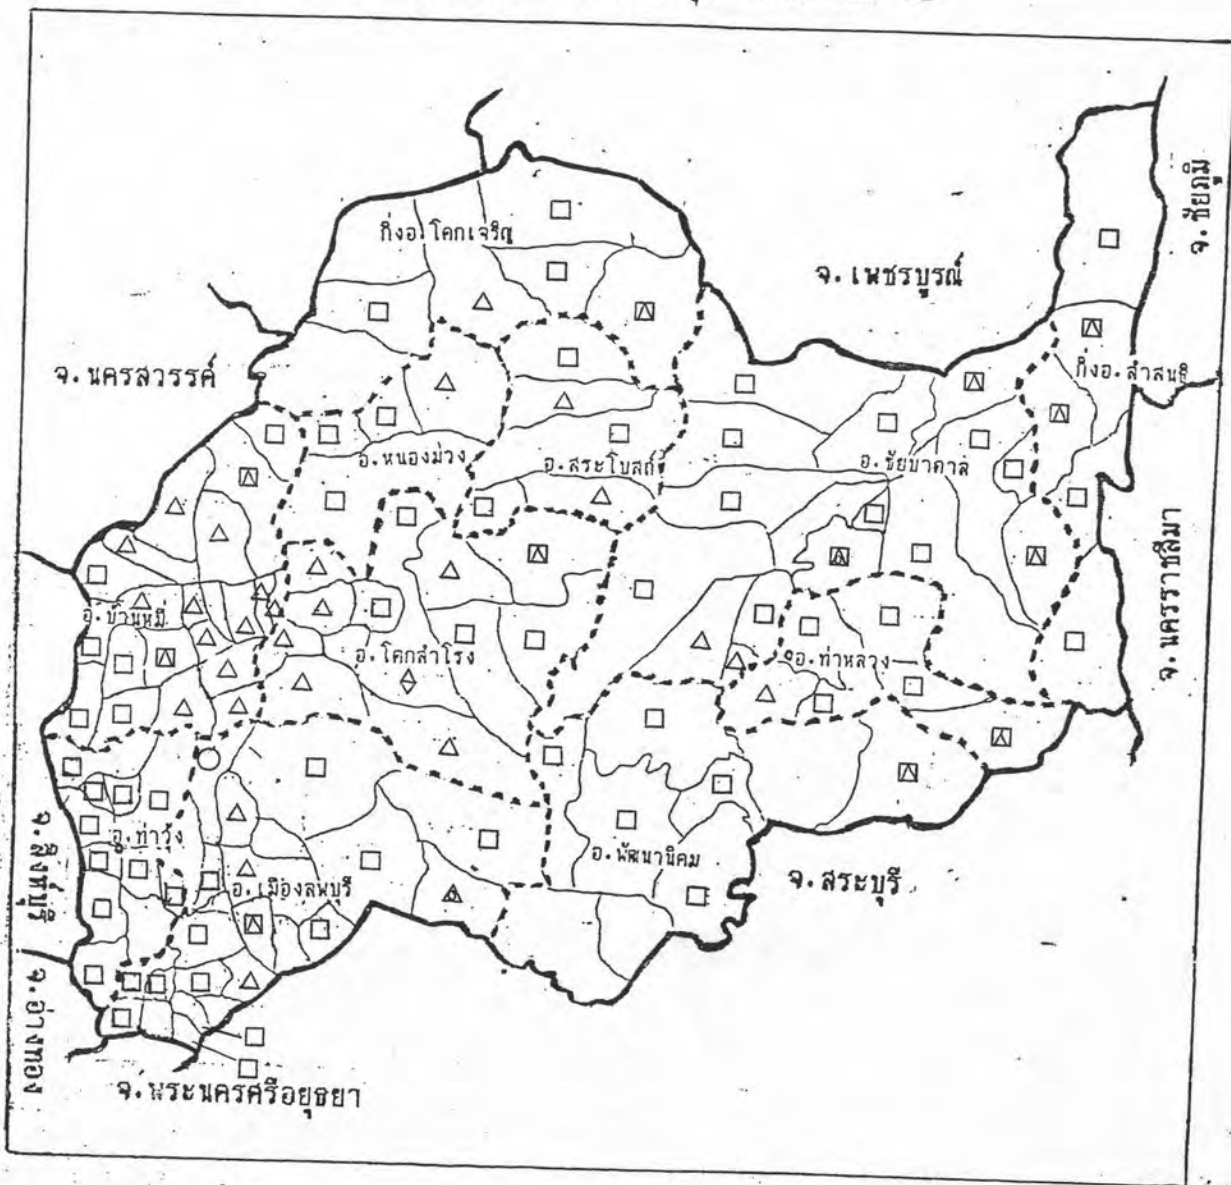 กิ่งอ.โคกเจริญ
จ.ชัยภูมิ
จ.เพชรบูรณ์
จ.นครสวรรค์
กิ่งอ.ลำสนธิ
อ.หนองม่วง
อ.สระโบสถ์
อ.ชัยบาดาล
จ.นครราชสีมา
อ.บ้านหมี่
อ.โคกสำโรง
อ.ท่าหลวง
อ.ท่าวุ้ง
อ.พัฒนานิคม
อ.เมืองลพบุรี
จ.สระบุรี
จ.สิงห์บุรี
จ.อ่างทอง
จ.พระนครศรีอยุธยา